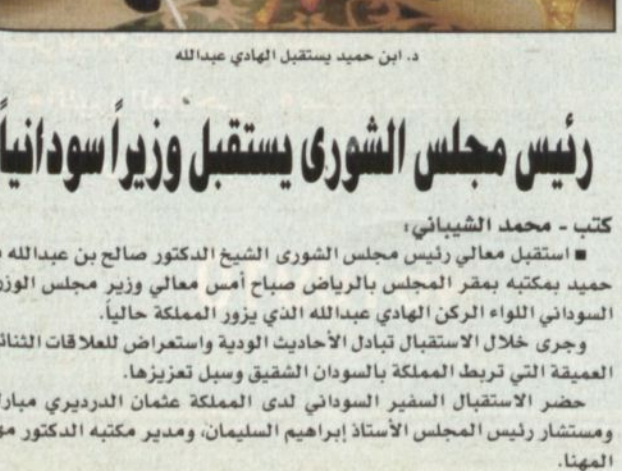 د. ابن حميد يستقبل الهادي عبدالله
رئيس مجلس الشورى يستقبل وزيراً سودانياً
كتب - محمد الشيباني:
■ استقبل معالي رئيس مجلس الشورى الشيخ الدكتور صالح بن عبدالله
حميد بمكتبه بمقر المجلس بالرياض صباح أمس معالي وزير مجلس
السوداني اللواء الركن الهادي عبدالله الذي يزور المملكة حالياً.
وجرى خلال الاستقبال تبادل الأحاديث الودية واستعراض للعلاقات
العميقة التي تربط المملكة بالسودان الشقيق وسبل تعزيزها.
حضر الاستقبال السفير السوداني لدى المملكة عثمان الدرديري
ومستشار رئيس المجلس الأستاذ إبراهيم السليمان، ومدير مكتبه الدكتور
المهنا.